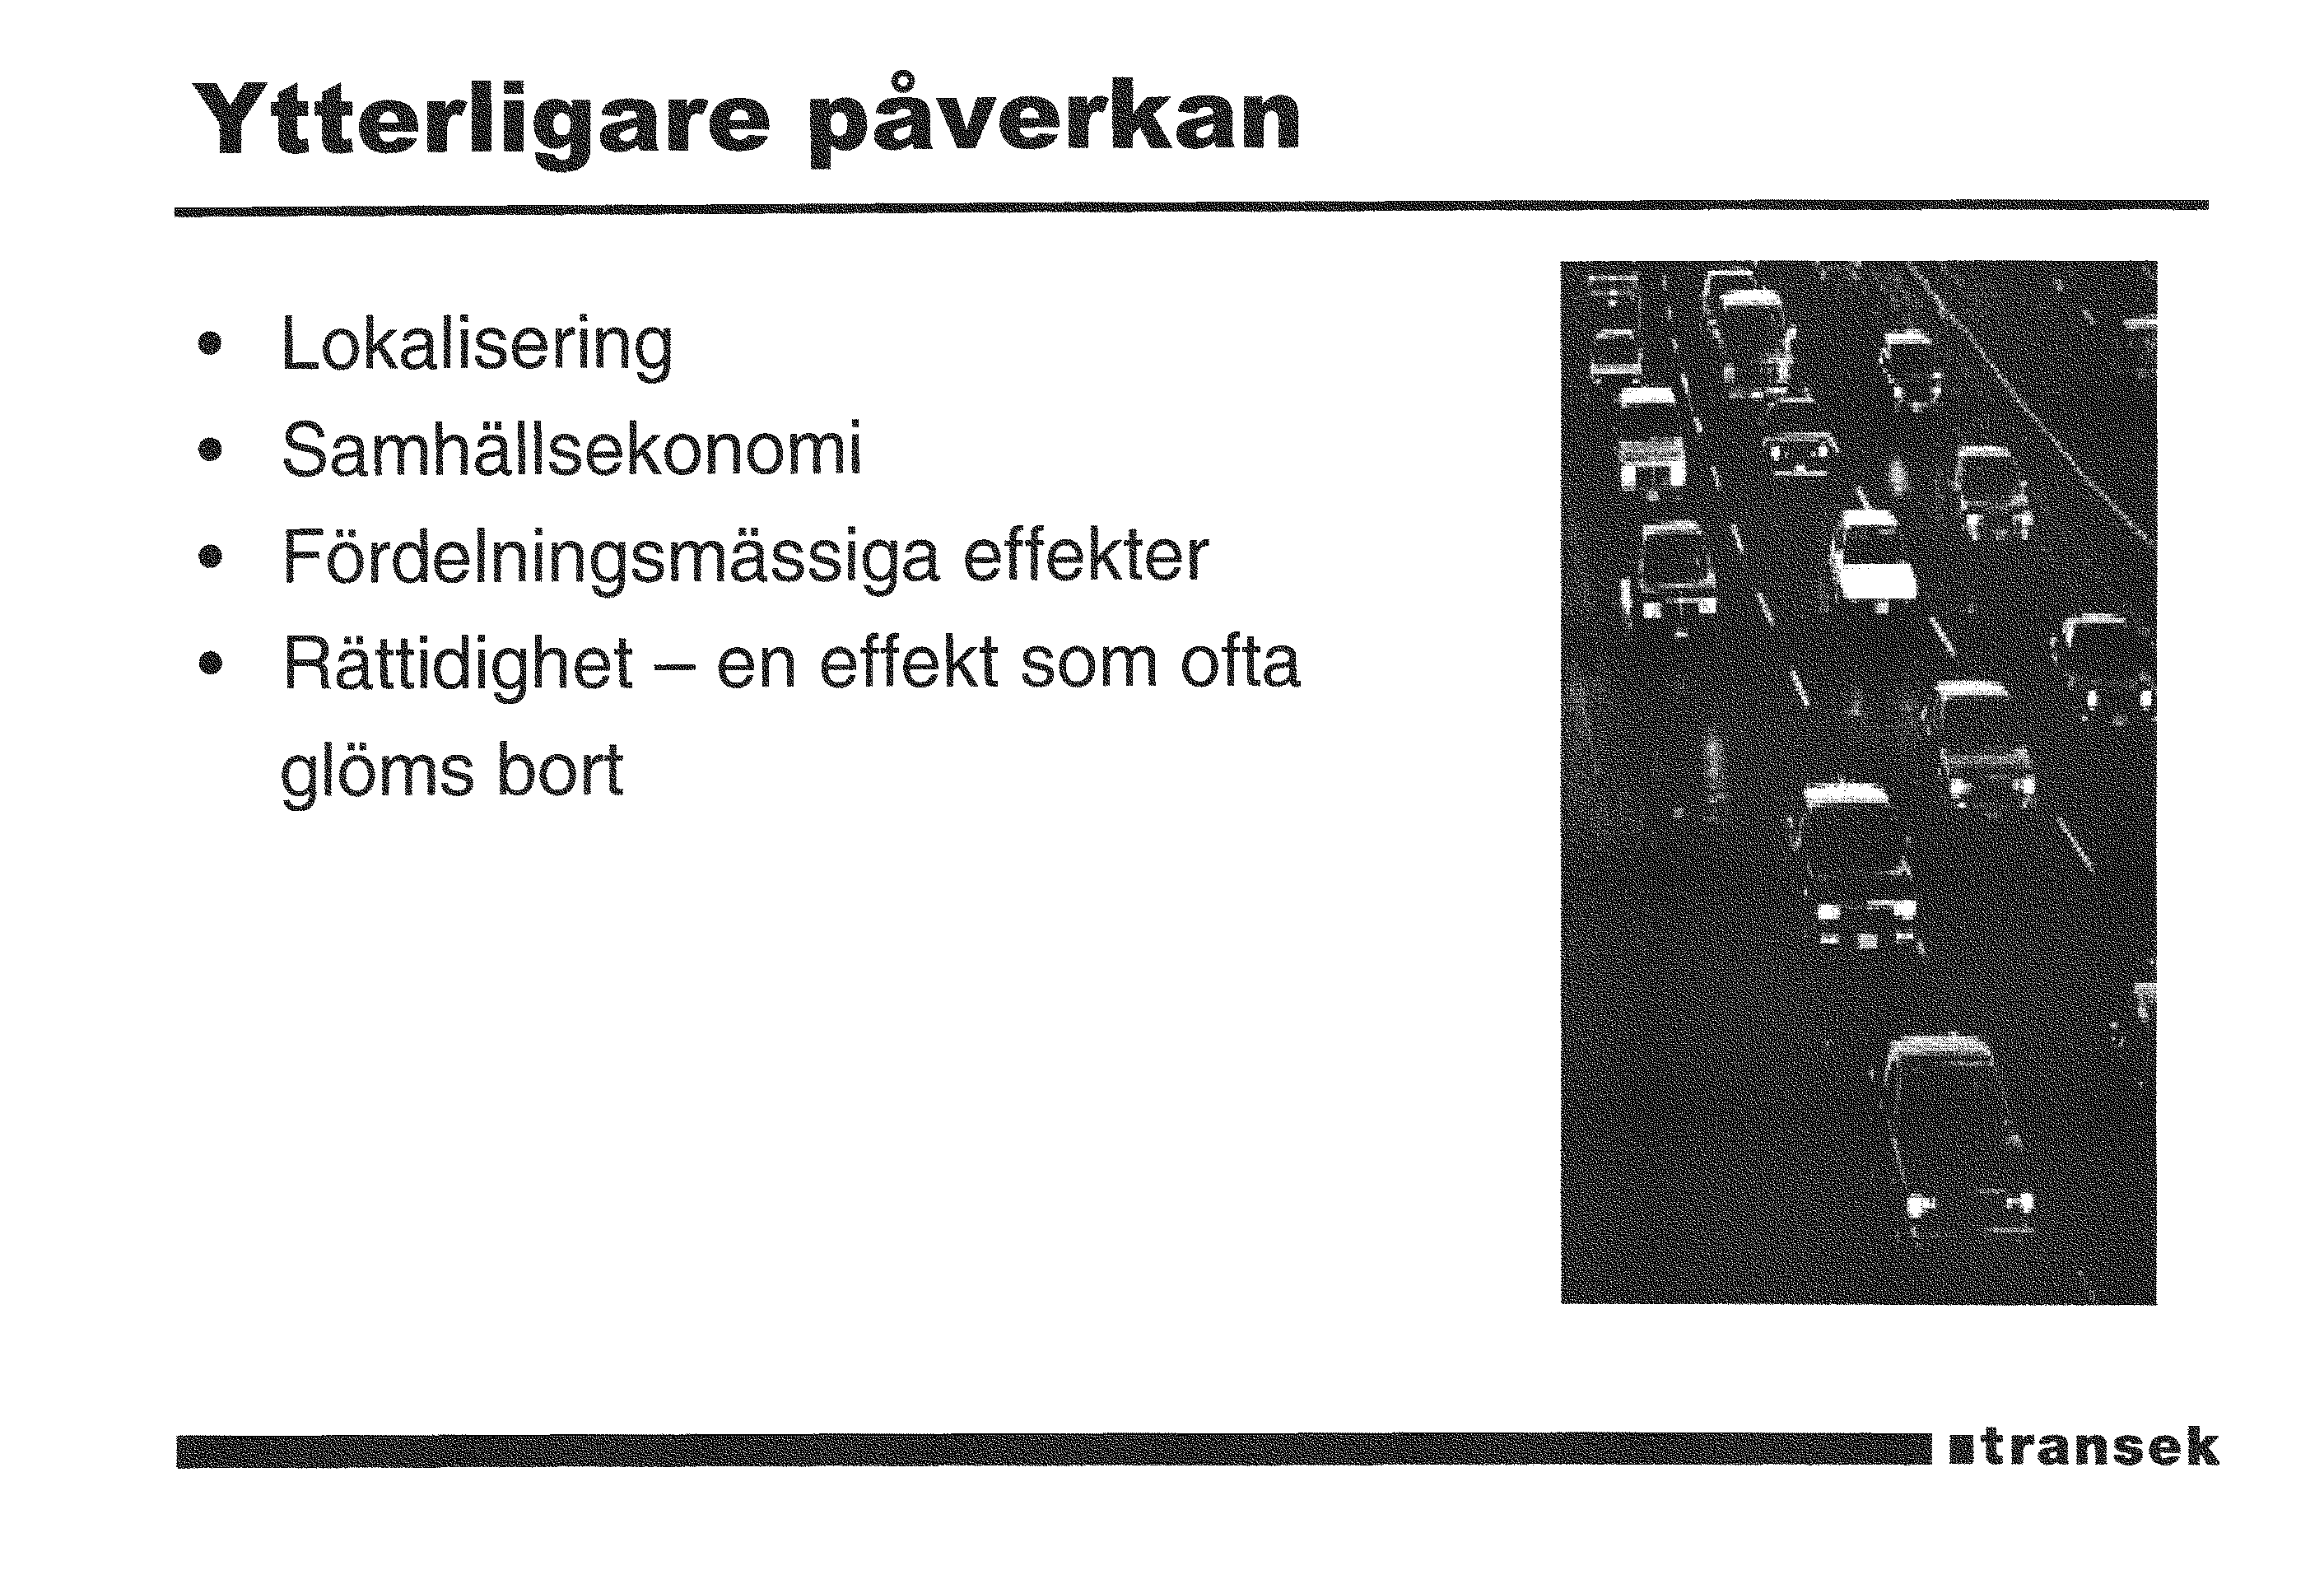 Ytterligare påverkan
• Lokalisering
• Samhällsekonomi
• Fördelningsmässiga effekter
• Rättidighet – en effekt som ofta
glöms bort
transek